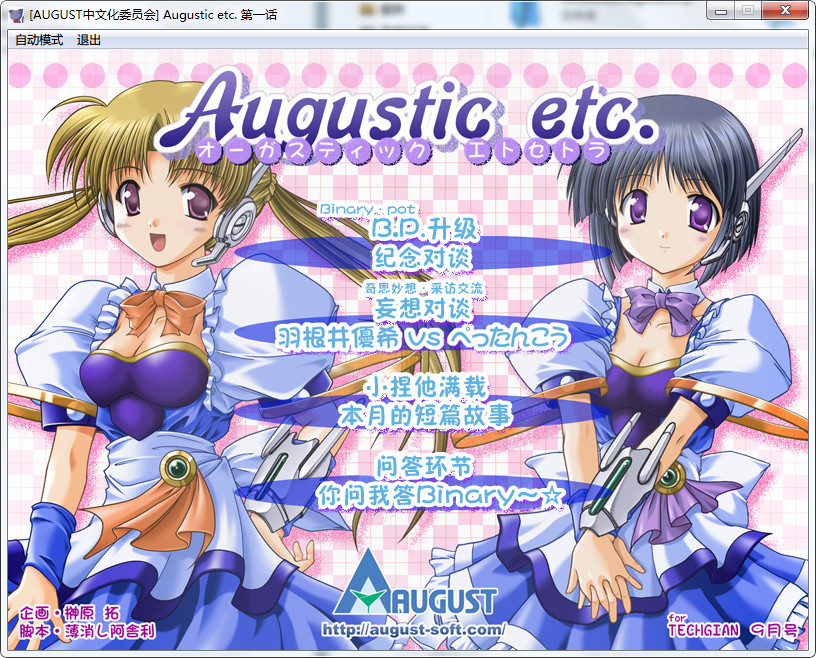 [AUGUST中文化委员会] Augustic etc. 第一话
自动模式 退出
Augustic etc.
オーガスティック エトセトラ
Binary・pot
B.P.升级
纪念对谈
奇思妙想・采访交流
妄想对谈
羽根井優希 vs べったんこう
小捏他满载
本月的短篇故事
问答环节
你问我答Binary～☆
AUGUST
http://august-soft.com/
企画・榊原 拓
脚本・薄消し阿舎利
for
TECHGIAN 9月号